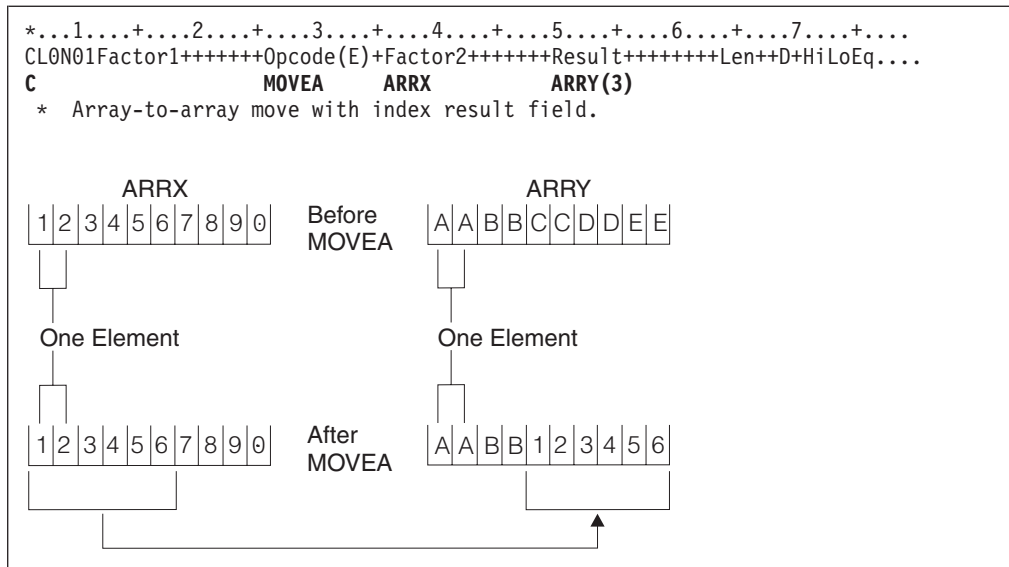 *...1....+....2....+....3....+....4....+....5....+....6....+....7....+....
CL0N01Factor1+++++++Opcode(E)+Factor2+++++++Result++++++++Len++D+HiLoEq....
C                   MOVEA     ARRX          ARRY(3)
 *  Array-to-array move with index result field.
ARRX ARRY
1 2 3 4 5 6 7 8 9 0 Before MOVEA A A B B C C D D E E
One Element One Element
1 2 3 4 5 6 7 8 9 0 After MOVEA A A B B 1 2 3 4 5 6